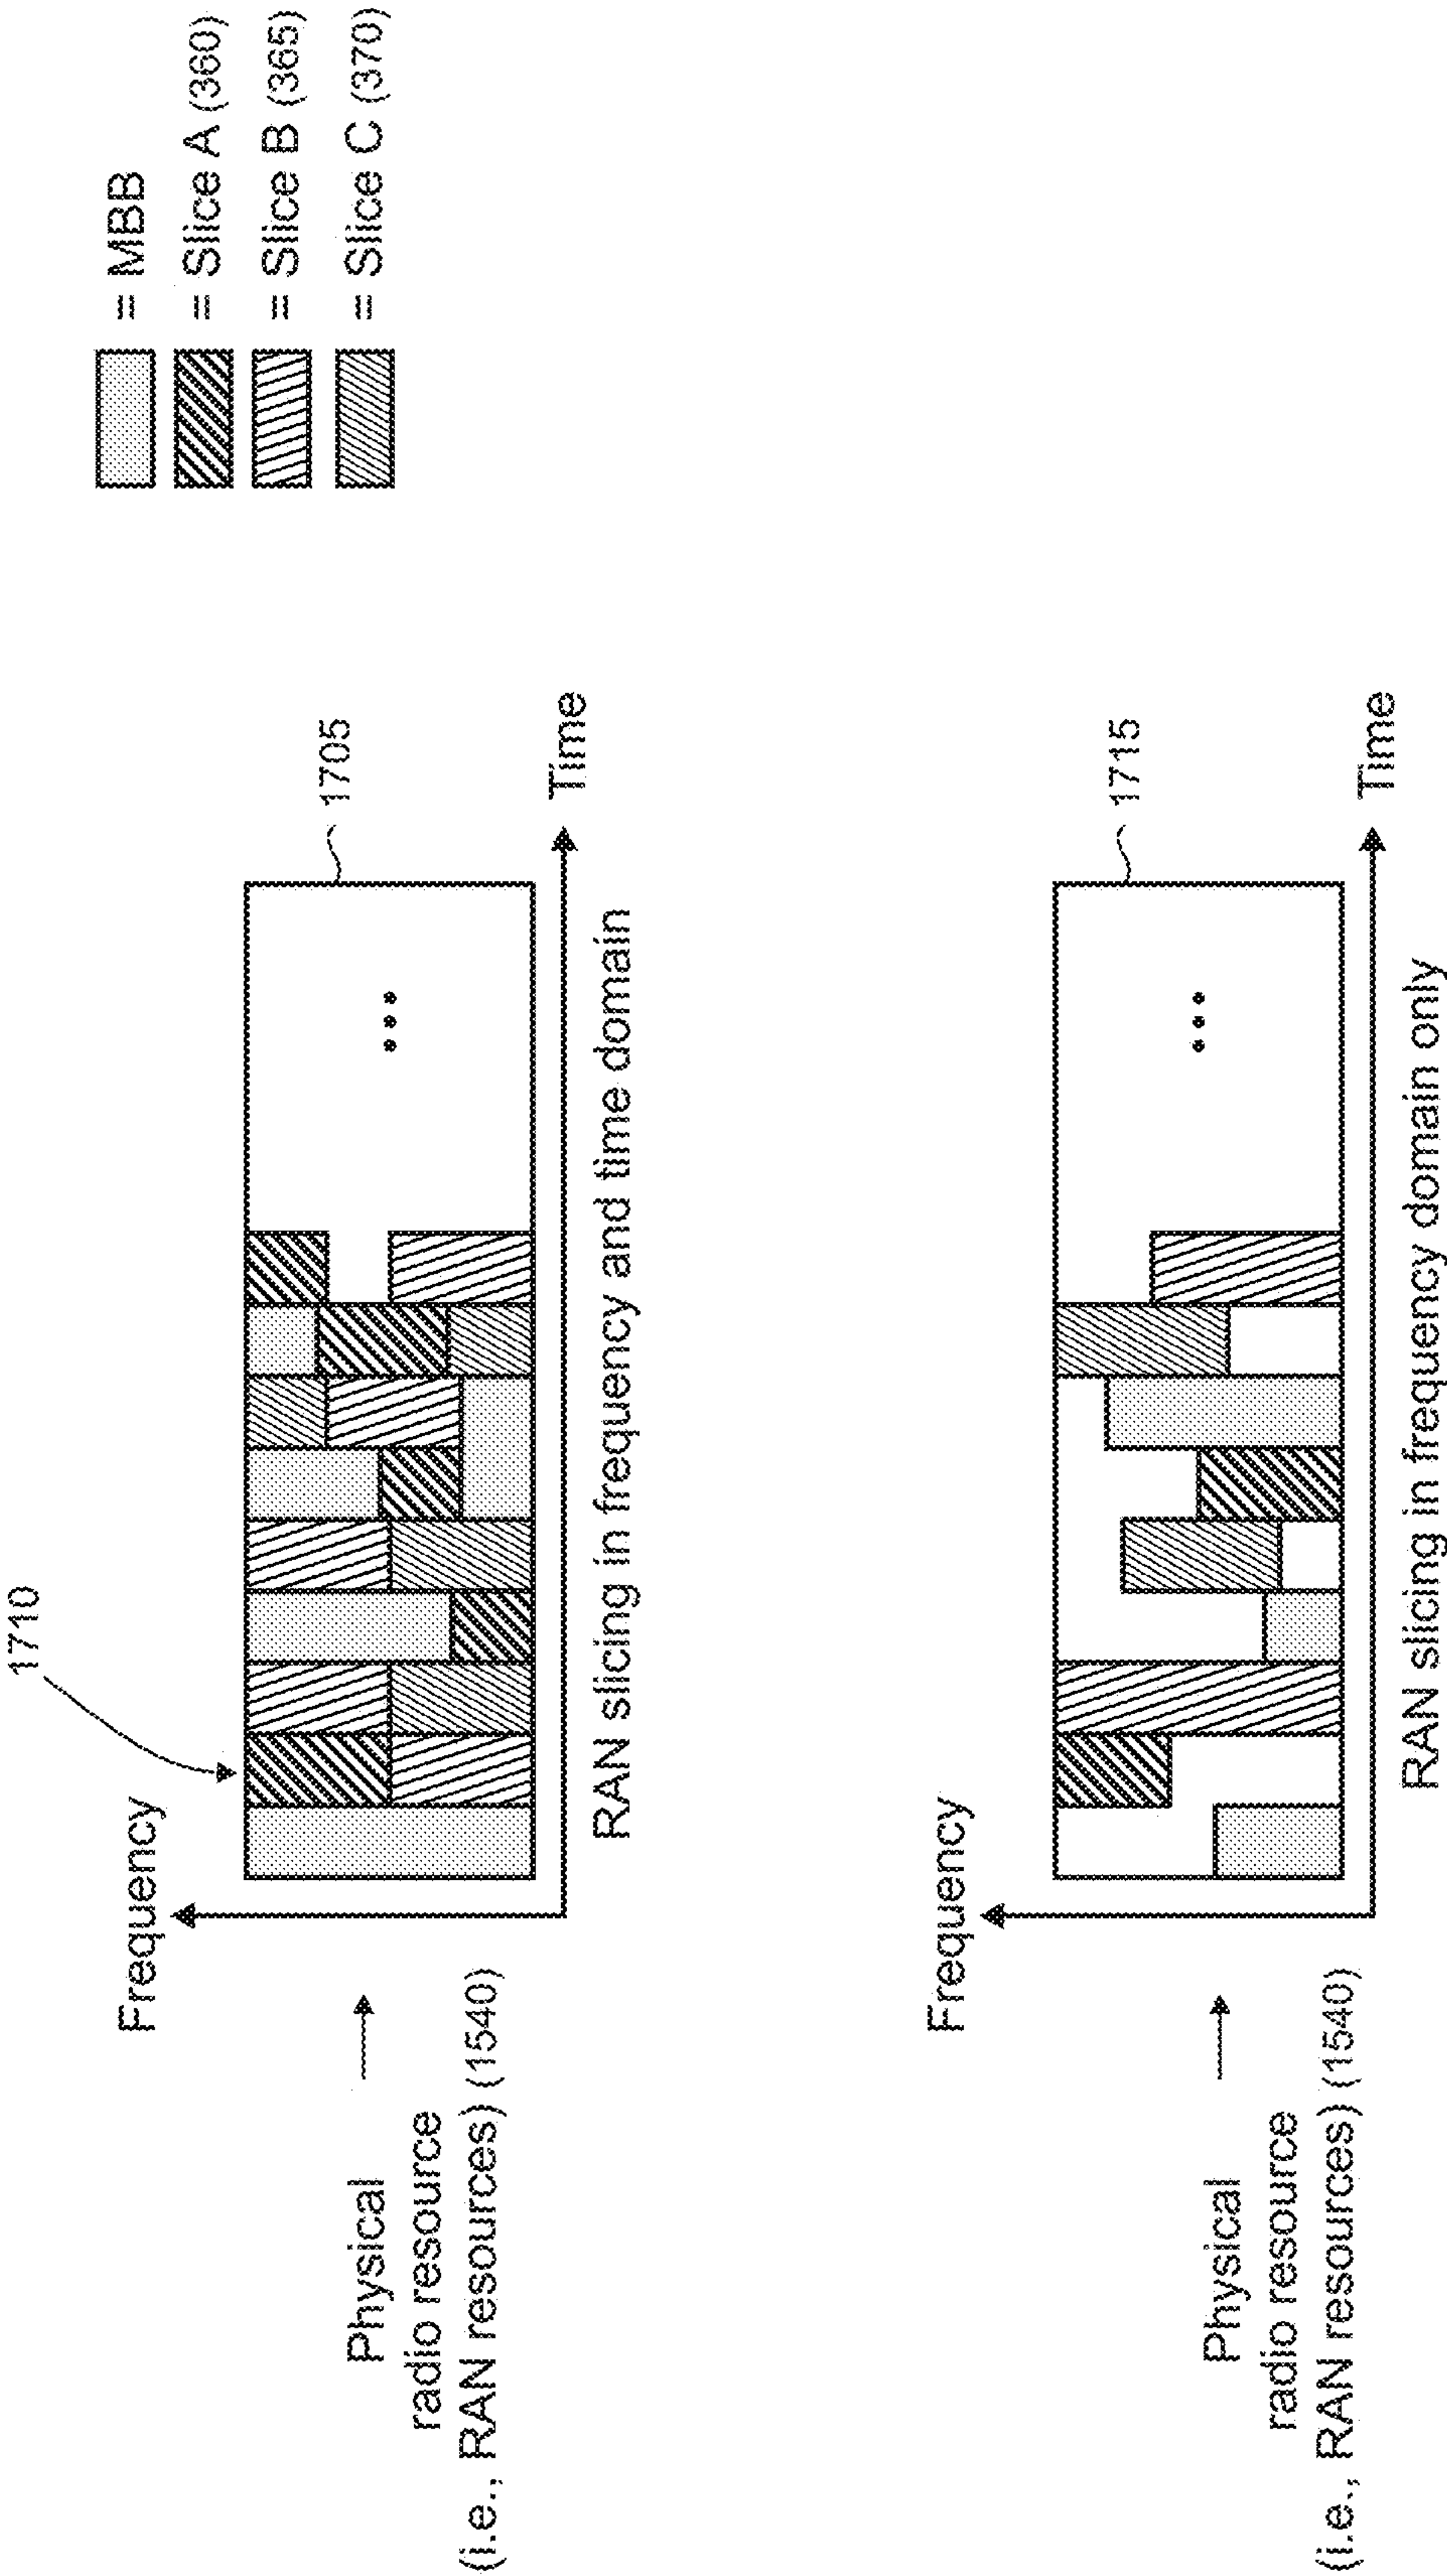 = MBB
= Slice A (360)
= Slice B (365)
= Slice C (370)
1710
Frequency
Physical
radio resource
(i.e., RAN resources) (1540)
1705
Time
RAN slicing in frequency and time domain
Frequency
Physical
radio resource
(i.e., RAN resources) (1540)
1715
Time
RAN slicing in frequency domain only